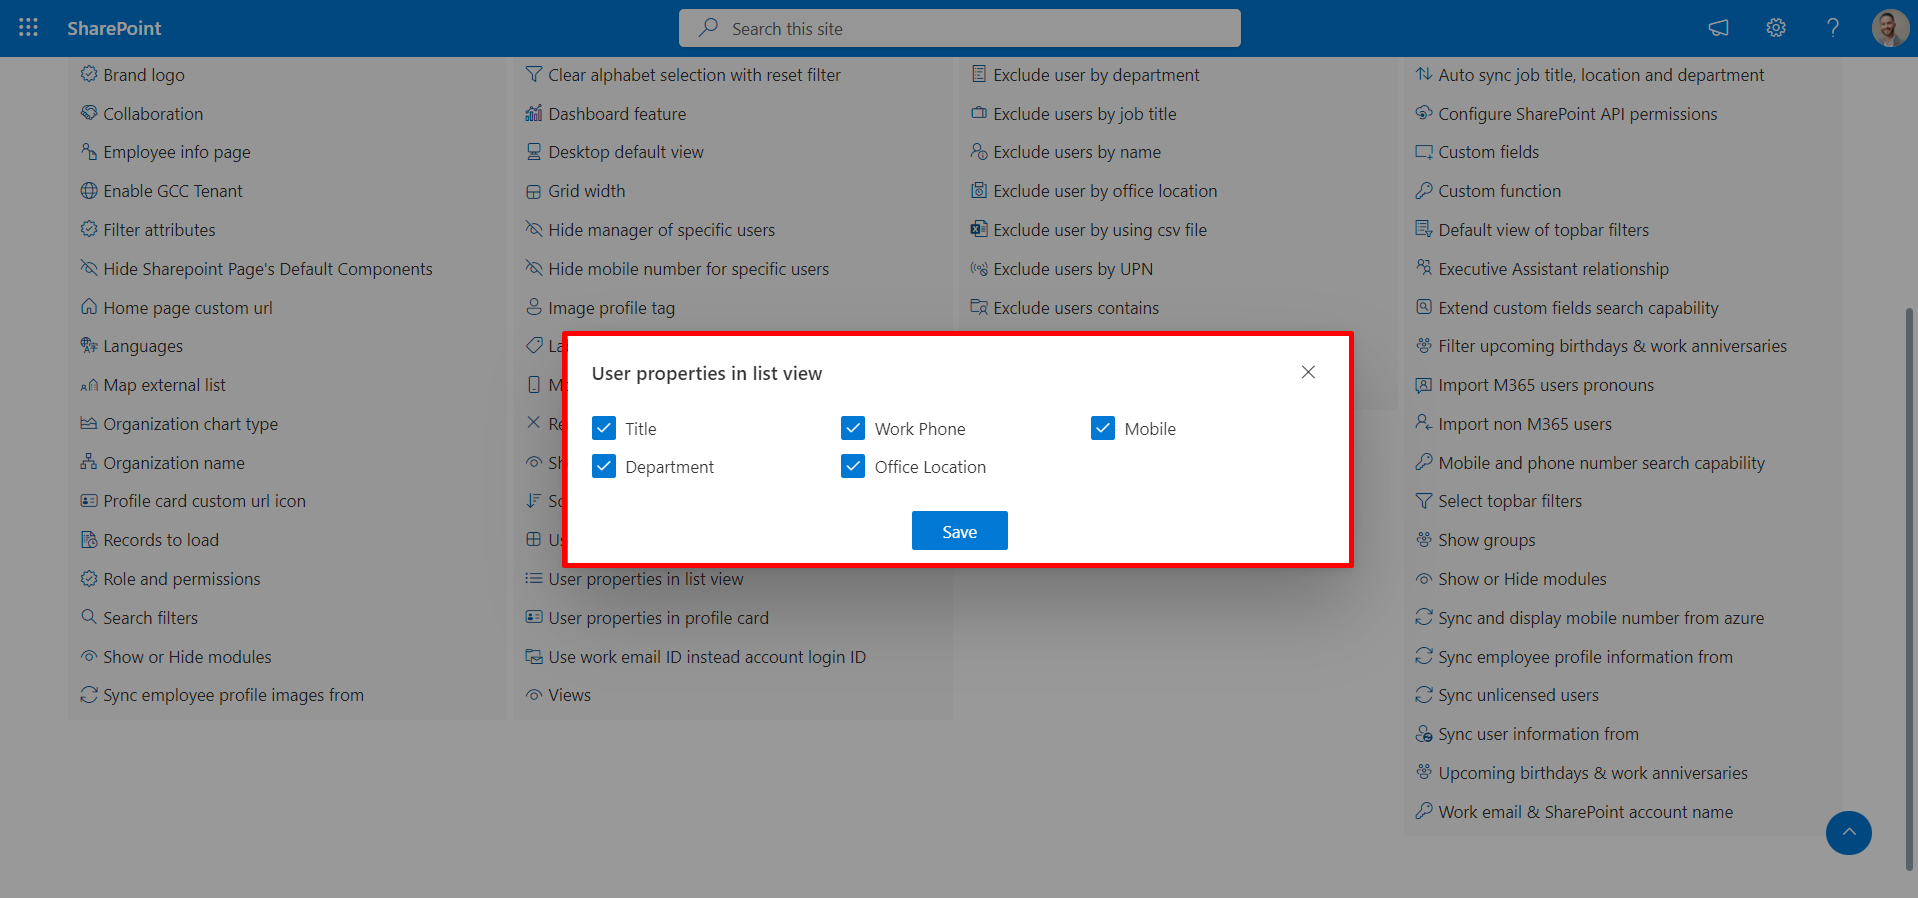 SharePoint
Search this site
Brand logo
Collaboration
Employee info page
Enable GCC Tenant
Filter attributes
Hide Sharepoint Page's Default Components
Home page custom url
Languages
Map external list
Organization chart type
Organization name
Profile card custom url icon
Records to load
Role and permissions
Search filters
Show or Hide modules
Sync employee profile images from
Clear alphabet selection with reset filter
Dashboard feature
Desktop default view
Grid width
Hide manager of specific users
Hide mobile number for specific users
Image profile tag
User properties in list view
User properties in profile card
Use work email ID instead account login ID
Views
Exclude user by department
Exclude users by job title
Exclude users by name
Exclude user by office location
Exclude user by using csv file
Exclude users by UPN
Exclude users contains
Auto sync job title, location and department
Configure SharePoint API permissions
Custom fields
Custom function
Default view of topbar filters
Executive Assistant relationship
Extend custom fields search capability
Filter upcoming birthdays & work anniversaries
Import M365 users pronouns
Import non M365 users
Mobile and phone number search capability
Select topbar filters
Show groups
Show or Hide modules
Sync and display mobile number from azure
Sync employee profile information from
Sync unlicensed users
Sync user information from
Upcoming birthdays & work anniversaries
Work email & SharePoint account name
User properties in list view
Title
Work Phone
Mobile
Department
Office Location
Save